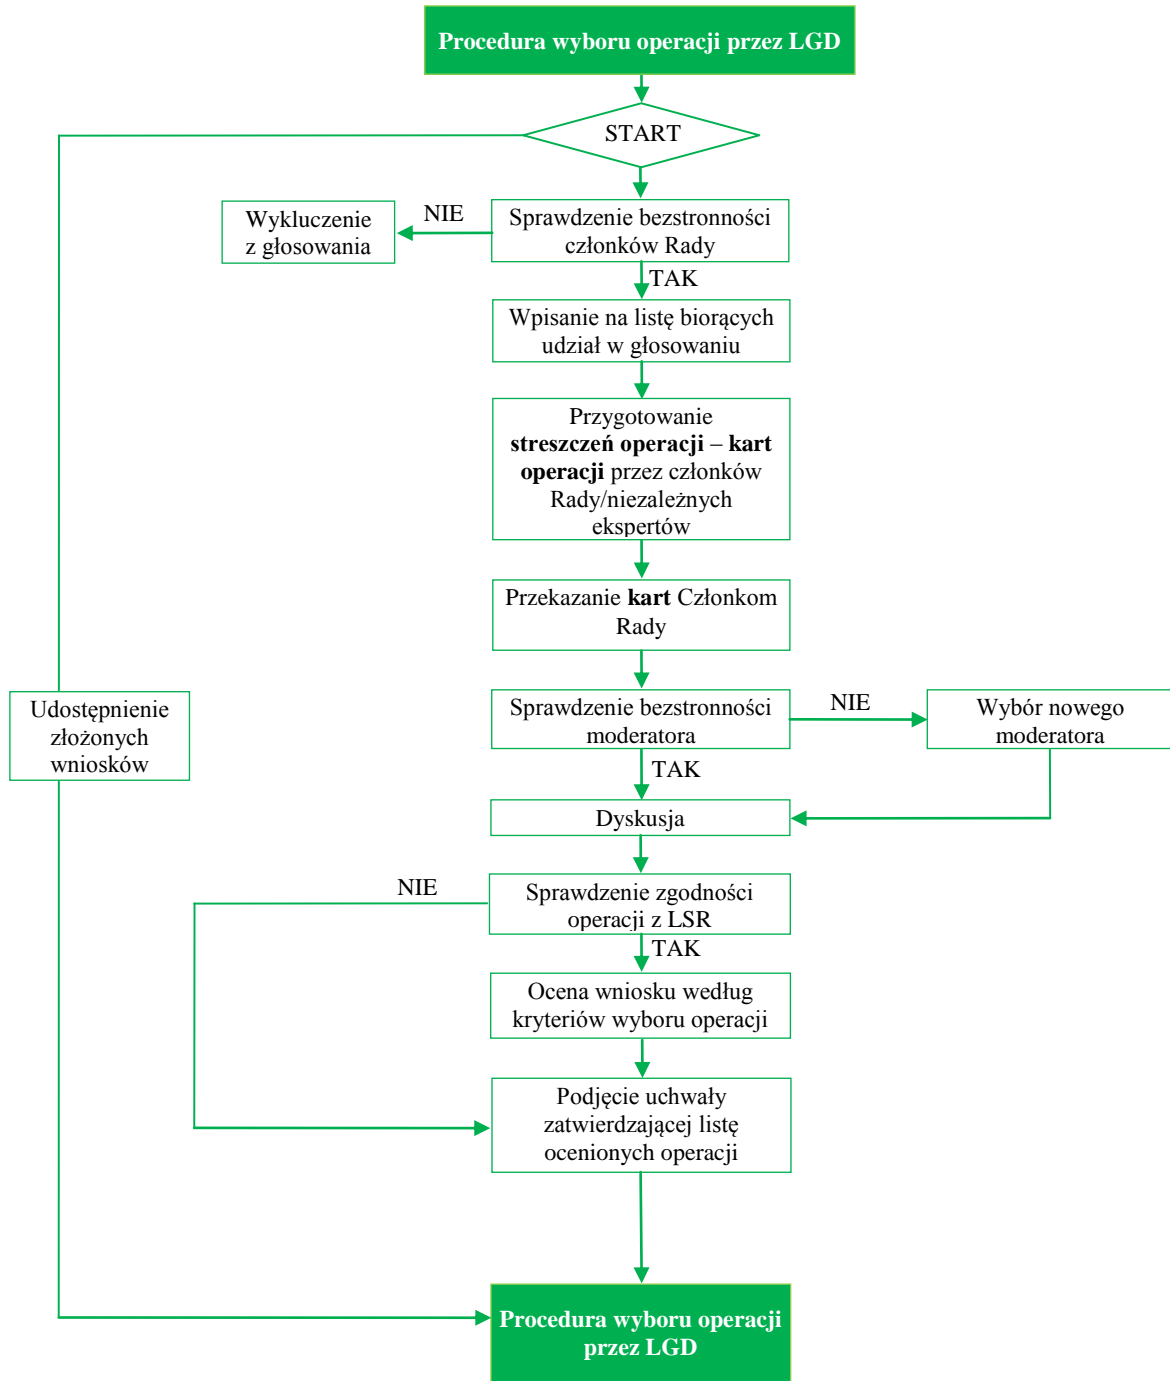 Procedura wyboru operacji przez LGD
START
Wykluczenie
z głosowania
NIE
Sprawdzenie bezstronności
członków Rady
TAK
Wpisanie na listę biorących
udział w głosowaniu
Przygotowanie
streszczeń operacji – kart
operacji przez członków
Rady/niezależnych
ekspertów
Przekazanie kart Członkom
Rady
Udostępnienie
złożonych
wniosków
Sprawdzenie bezstronności
moderatora
NIE
Wybór nowego
moderatora
TAK
Dyskusja
NIE
Sprawdzenie zgodności
operacji z LSR
TAK
Ocena wniosku według
kryteriów wyboru operacji
Podjęcie uchwały
zatwierdzającej listę
ocenionych operacji
Procedura wyboru operacji
przez LGD